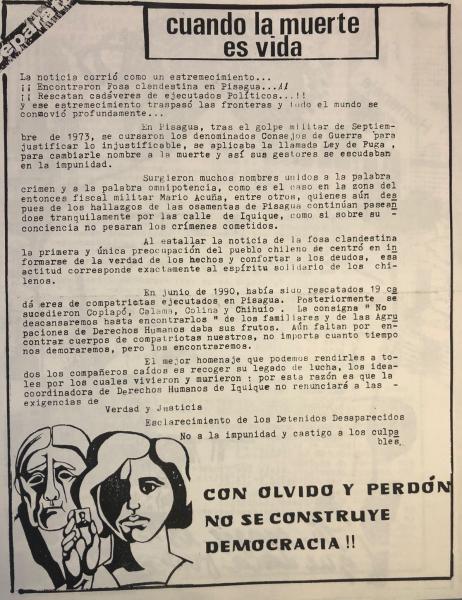 separata
cuando la muerte
es vida
La noticia corrió como un estremecimiento...
¡¡ Encontraron Fosa clandestina en Pisagua...!!
¡¡ Rescatan cadáveres de ejecutados Políticos...!!
y ese estremecimiento traspasó las fronteras y todo el mundo se
conmovió profundamente...
En Pisagua, tras el golpe militar de Septiem-
bre de 1973, se cursaron los denominados Consejos de Guerra para
justificar lo injustificable, se aplicaba la llamada Ley de Fuga ,
para cambiarle nombre a la muerte y así sus gestores se escudaban
en la impunidad.
Surgieron muchos nombres unidos a la palabra
crimen y a la palabra omnipotencia, como es el caso en la zona del
entonces fiscal militar Mario Acuña, entre otros, quienes aún des
pues de los hallazgos de las osamentas de Pisagua continúan pasean
dose tranquilamente por las calle de Iquique, como si sobre su -
conciencia no pesaran los crímenes cometidos.
Al estallar la noticia de la fosa clandestina
la primera y única preocupación del pueblo chileno se centró en in
formarse de la verdad de los hechos y confortar a los deudos, esa
actitud corresponde exactamente al espíritu solidario de los chi-
lenos.
En junio de 1990, había sido rescatados 19 ca
dá eres de compatriotas ejecutados en Pisagua. Posteriormente se
sucedieron Copiapó, Calama, Colina y Chihuio . La consigna " No
descansaremos hasta encontrarlos " de los familiares y de las Agru
paciones de Derechos Humanos daba sus frutos. Aún faltan por en-
contrar cuerpos de compatriotas nuestros, no importa cuanto tiempo
nos demoraremos, pero los encontraremos.
El mejor homenaje que podemos rendirles a to-
dos los compañeros caídos es recoger su legado de lucha, los idea-
les por los cuales vivieron y murieron : por esta razón es que la
coordinadora de Derechos Humanos de Iquique no renunciará a las -
exigencias de
Verdad y Justicia
Esclarecimiento de los Detenidos Desaparecidos
No a la impunidad y castigo a los culpa
bles.
CON OLVIDO Y PERDÓN
NO SE CONSTRUYE
DEMOCRACIA !!